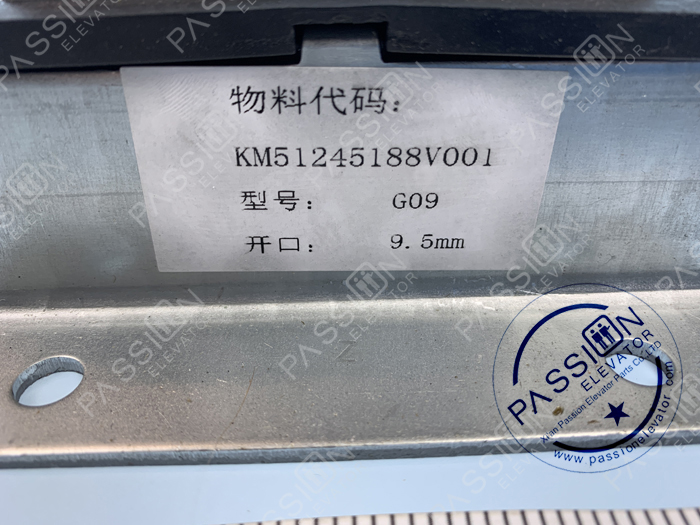 物料代码:
KM51245188V001
型号: G09
开口: 9.5mm
PASSION
ELEVATOR
Xi'an Passion Elevator Parts Co.,LTD
www.passionelevator.com